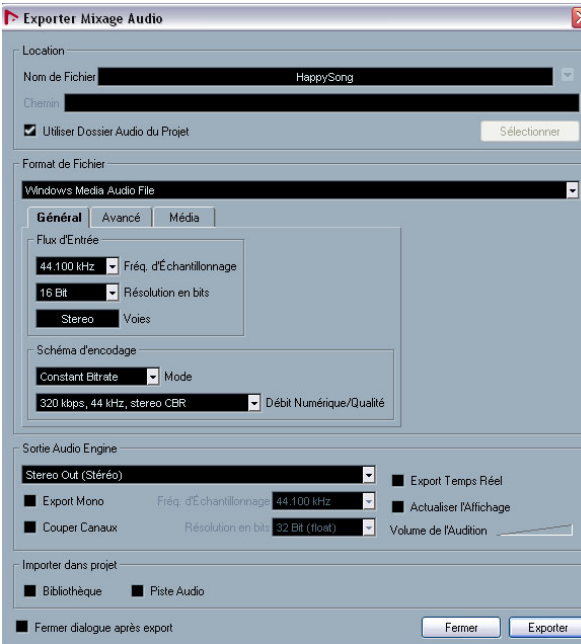 Exporter Mixage Audio
Location
Nom de Fichier HappySong
Chemin
Utiliser Dossier Audio du Projet Sélectionner
Format de Fichier
Windows Media Audio File
Général Avancé Média
Flux d'Entrée
44.100 kHz Fréq. d'Échantillonnage
16 Bit Résolution en bits
Stereo Voies
Schéma d'encodage
Constant Bitrate Mode
320 kbps, 44 kHz, stereo CBR Débit Numérique/Qualité
Sortie Audio Engine
Stereo Out (Stéréo) Export Temps Réel
Export Mono Fréq. d'Échantillonnage 44.100 kHz Actualiser l'Affichage
Couper Canaux Résolution en bits 32 Bit (float) Volume de l'Audition
Importer dans projet
Bibliothèque Piste Audio
Fermer dialogue après export Fermer Exporter